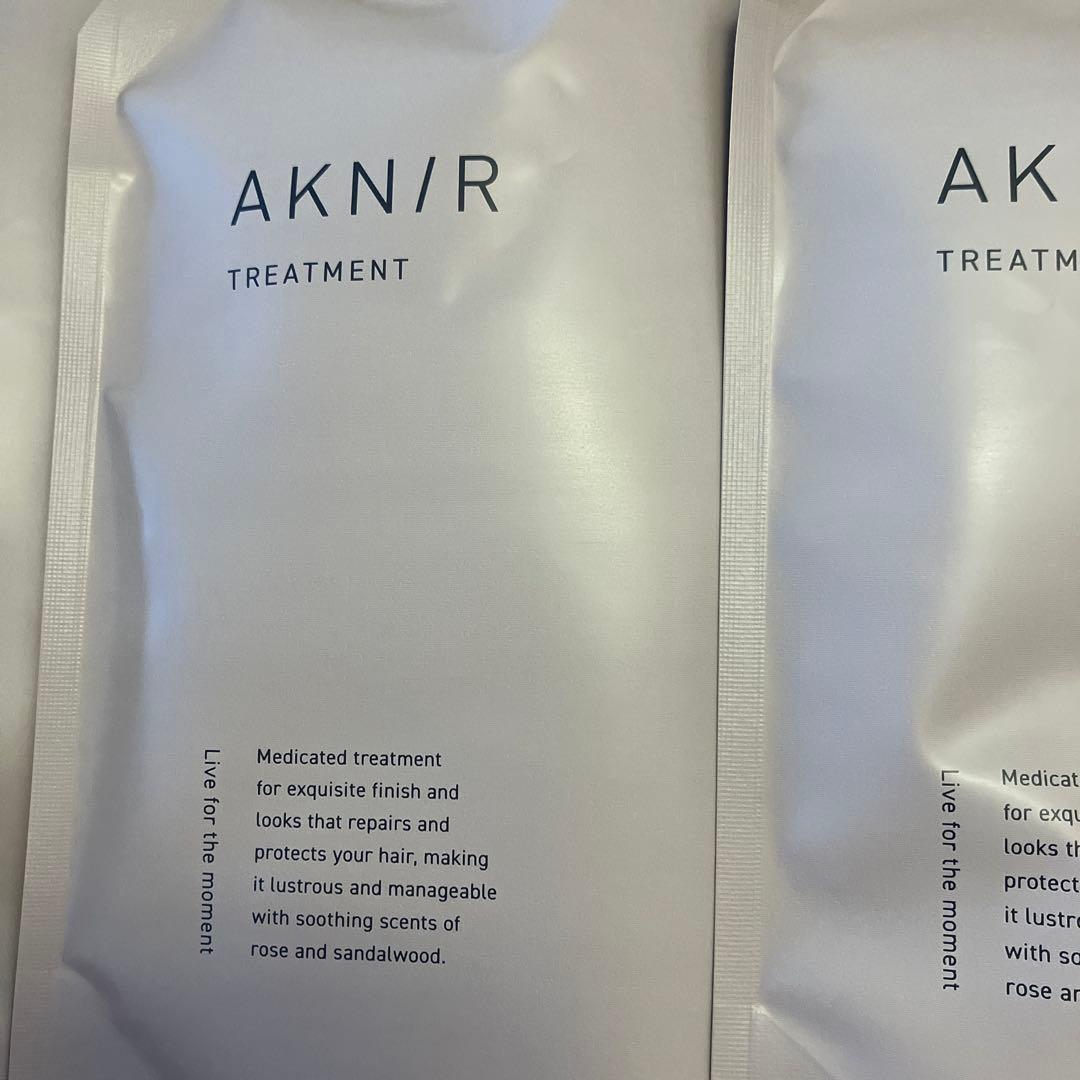 AKN/R
TREATMENT
Live for the moment
Medicated treatment
for exquisite finish and
looks that repairs and
protects your hair, making
it lustrous and manageable
with soothing scents of
rose and sandalwood.
AK
TREATM
Live for the moment
Medicat
for exqu
looks th
protect
it lustro
with so
rose an